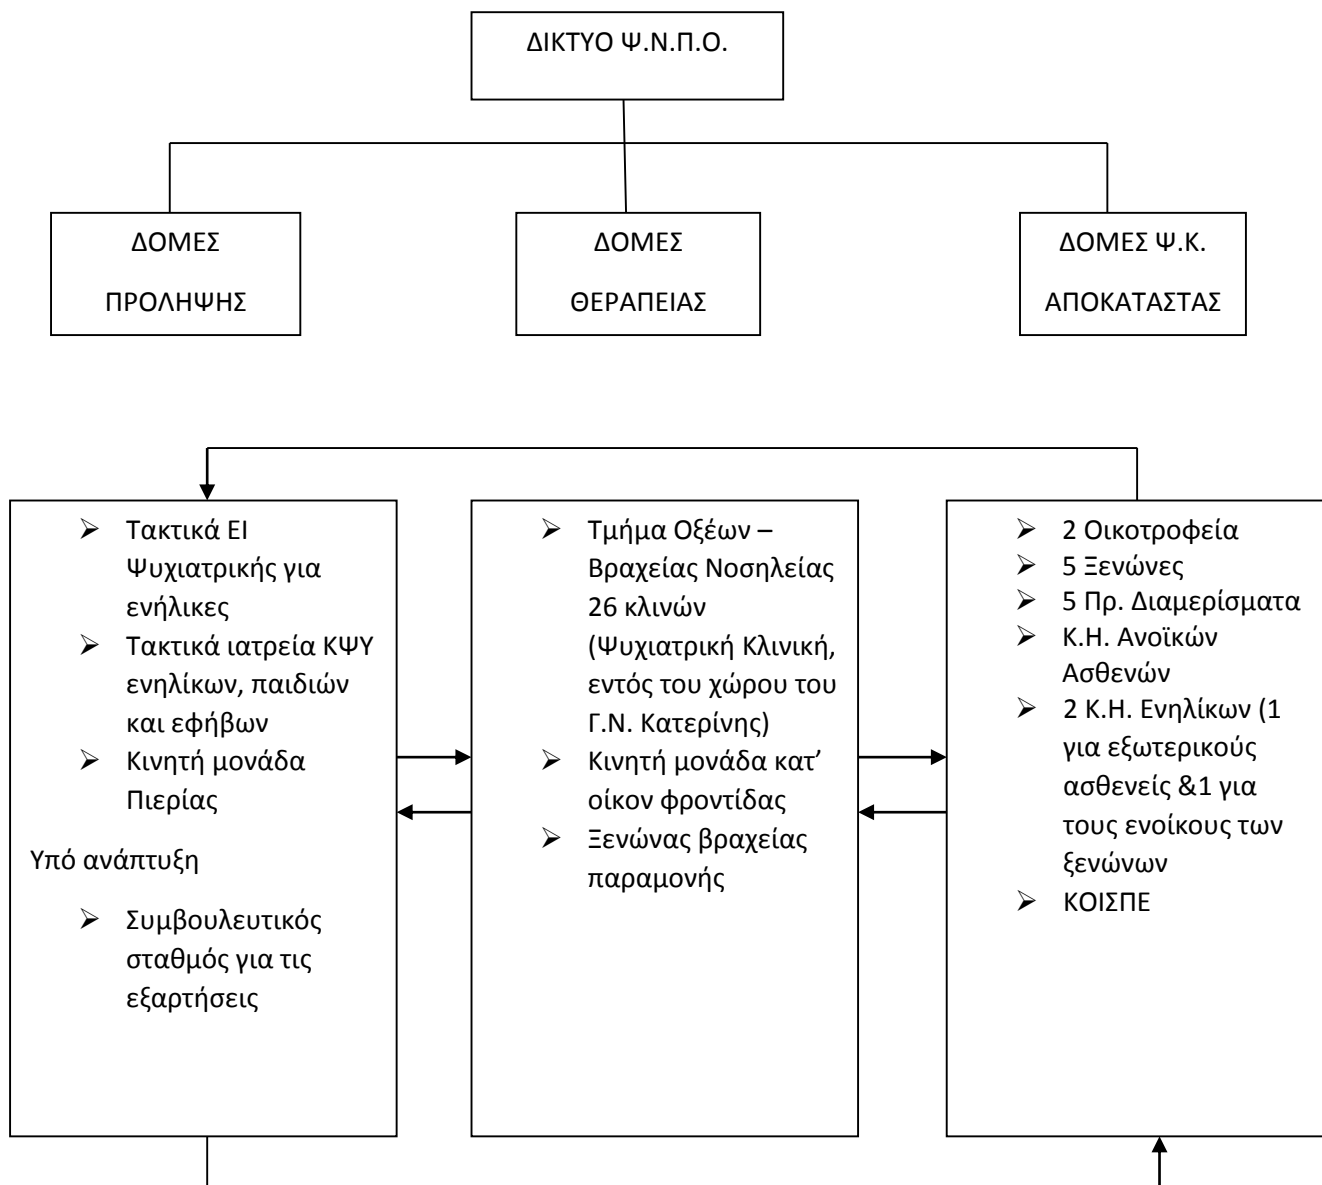 ΔΙΚΤΥΟ Ψ.Ν.Π.Ο.
ΔΟΜΕΣ
ΠΡΟΛΗΨΗΣ
ΔΟΜΕΣ
ΘΕΡΑΠΕΙΑΣ
ΔΟΜΕΣ Ψ.Κ.
ΑΠΟΚΑΤΑΣΤΑΣ
➢ Τακτικά ΕΙ
Ψυχιατρικής για
ενήλικες
➢ Τακτικά ιατρεία ΚΨΥ
ενηλίκων, παιδιών
και εφήβων
➢ Κινητή μονάδα
Πιερίας
Υπό ανάπτυξη
➢ Συμβουλευτικός
σταθμός για τις
εξαρτήσεις
➢ Τμήμα Οξέων –
Βραχείας Νοσηλείας
26 κλινών
(Ψυχιατρική Κλινική,
εντός του χώρου του
Γ.Ν. Κατερίνης)
➢ Κινητή μονάδα κατ’
οίκον φροντίδας
➢ Ξενώνας βραχείας
παραμονής
➢ 2 Οικοτροφεία
➢ 5 Ξενώνες
➢ 5 Πρ. Διαμερίσματα
➢ Κ.Η. Ανοϊκών
Ασθενών
➢ 2 Κ.Η. Ενηλίκων (1
για εξωτερικούς
ασθενείς &1 για
τους ενοίκους των
ξενώνων
➢ ΚΟΙΣΠΕ